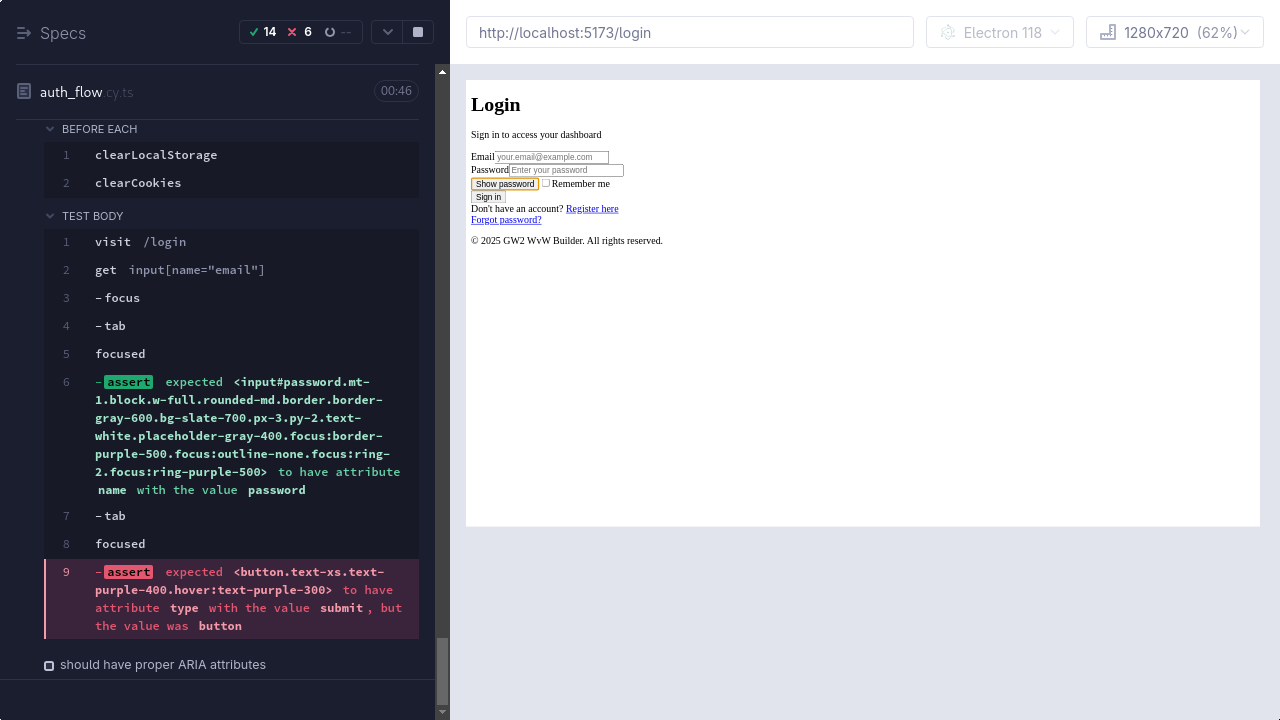 Specs
14
6
--
auth_flow.cy.ts
00:46
BEFORE EACH
1 clearLocalStorage
2 clearCookies
TEST BODY
1 visit /login
2 get input[name="email"]
3 -focus
4 -tab
5 focused
6 -assert expected <input#password.mt-
1.block.w-full.rounded-md.border.border-
gray-600.bg-slate-700.px-3.py-2.text-
white.placeholder-gray-400.focus:border-
purple-500.focus:outline-none.focus:ring-
2.focus:ring-purple-500> to have attribute
name with the value password
7 -tab
8 focused
9 -assert expected <button.text-xs.text-
purple-400.hover:text-purple-300> to have
attribute type with the value submit, but
the value was button
should have proper ARIA attributes
http://localhost:5173/login
Electron 118
1280x720 (62%)
Login
Sign in to access your dashboard
Email your.email@example.com
Password Enter your password
Show password Remember me
Sign in
Don't have an account? Register here
Forgot password?
© 2025 GW2 WvW Builder. All rights reserved.